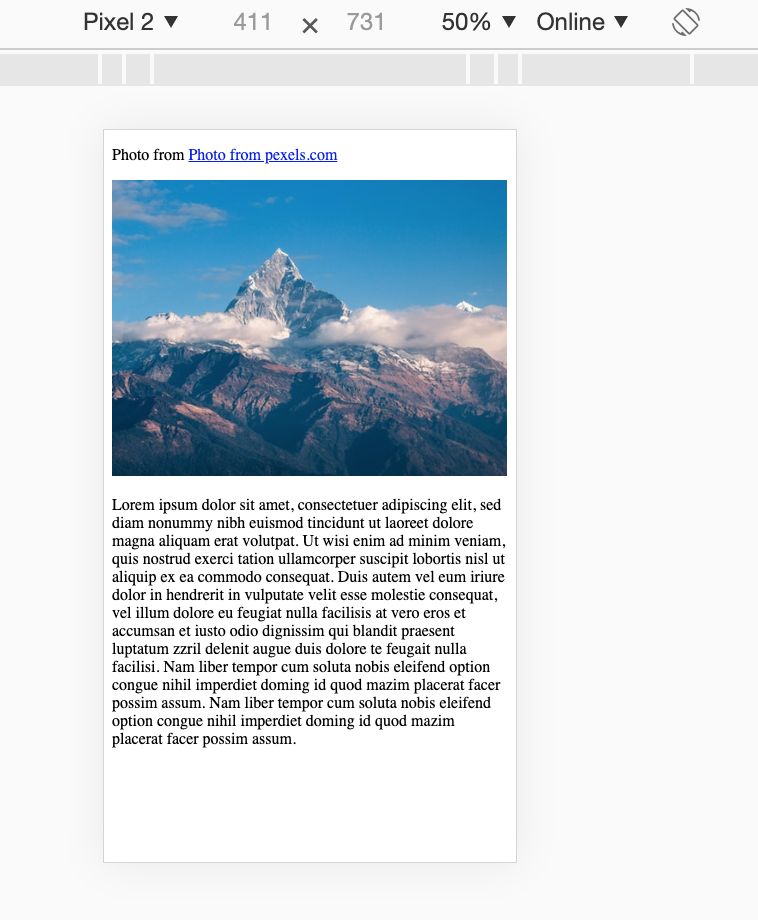 Pixel 2 ▼ 411 × 731 50% ▼ Online ▼
Photo from Photo from pexels.com
Lorem ipsum dolor sit amet, consectetuer adipiscing elit, sed
diam nonummy nibh euismod tincidunt ut laoreet dolore
magna aliquam erat volutpat. Ut wisi enim ad minim veniam,
quis nostrud exerci tation ullamcorper suscipit lobortis nisl ut
aliquip ex ea commodo consequat. Duis autem vel eum iriure
dolor in hendrerit in vulputate velit esse molestie consequat,
vel illum dolore eu feugiat nulla facilisis at vero eros et
accumsan et iusto odio dignissim qui blandit praesent
luptatum zzril delenit augue duis dolore te feugait nulla
facilisi. Nam liber tempor cum soluta nobis eleifend option
congue nihil imperdiet doming id quod mazim placerat facer
possim assum. Nam liber tempor cum soluta nobis eleifend
option congue nihil imperdiet doming id quod mazim
placerat facer possim assum.